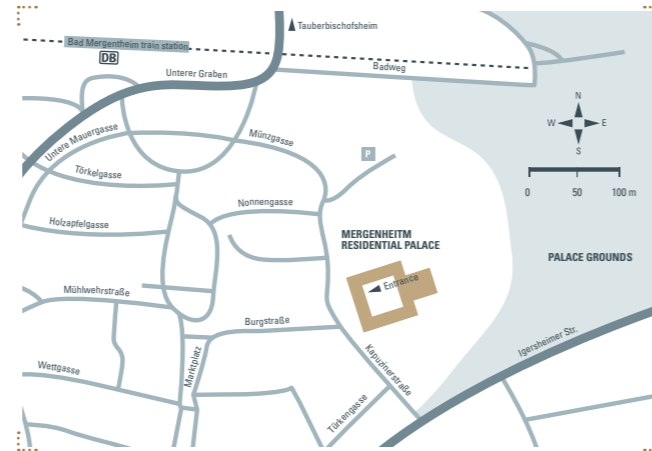 Tauberbischofsheim
Bad Mergentheim train station
DB
Unterer Graben
Badweg
N
W E
S
0 50 100 m
Untere Mauergasse
Münzgasse
P
Törkelgasse
Nonnengasse
Holzapfelgasse
MERGENHEITM
RESIDENTIAL PALACE
PALACE GROUNDS
Entrance
Mühlwehrstraße
Burgstraße
Igersheimer Str.
Marktplatz
Kapuzinerstraße
Wettgasse
Türkengasse